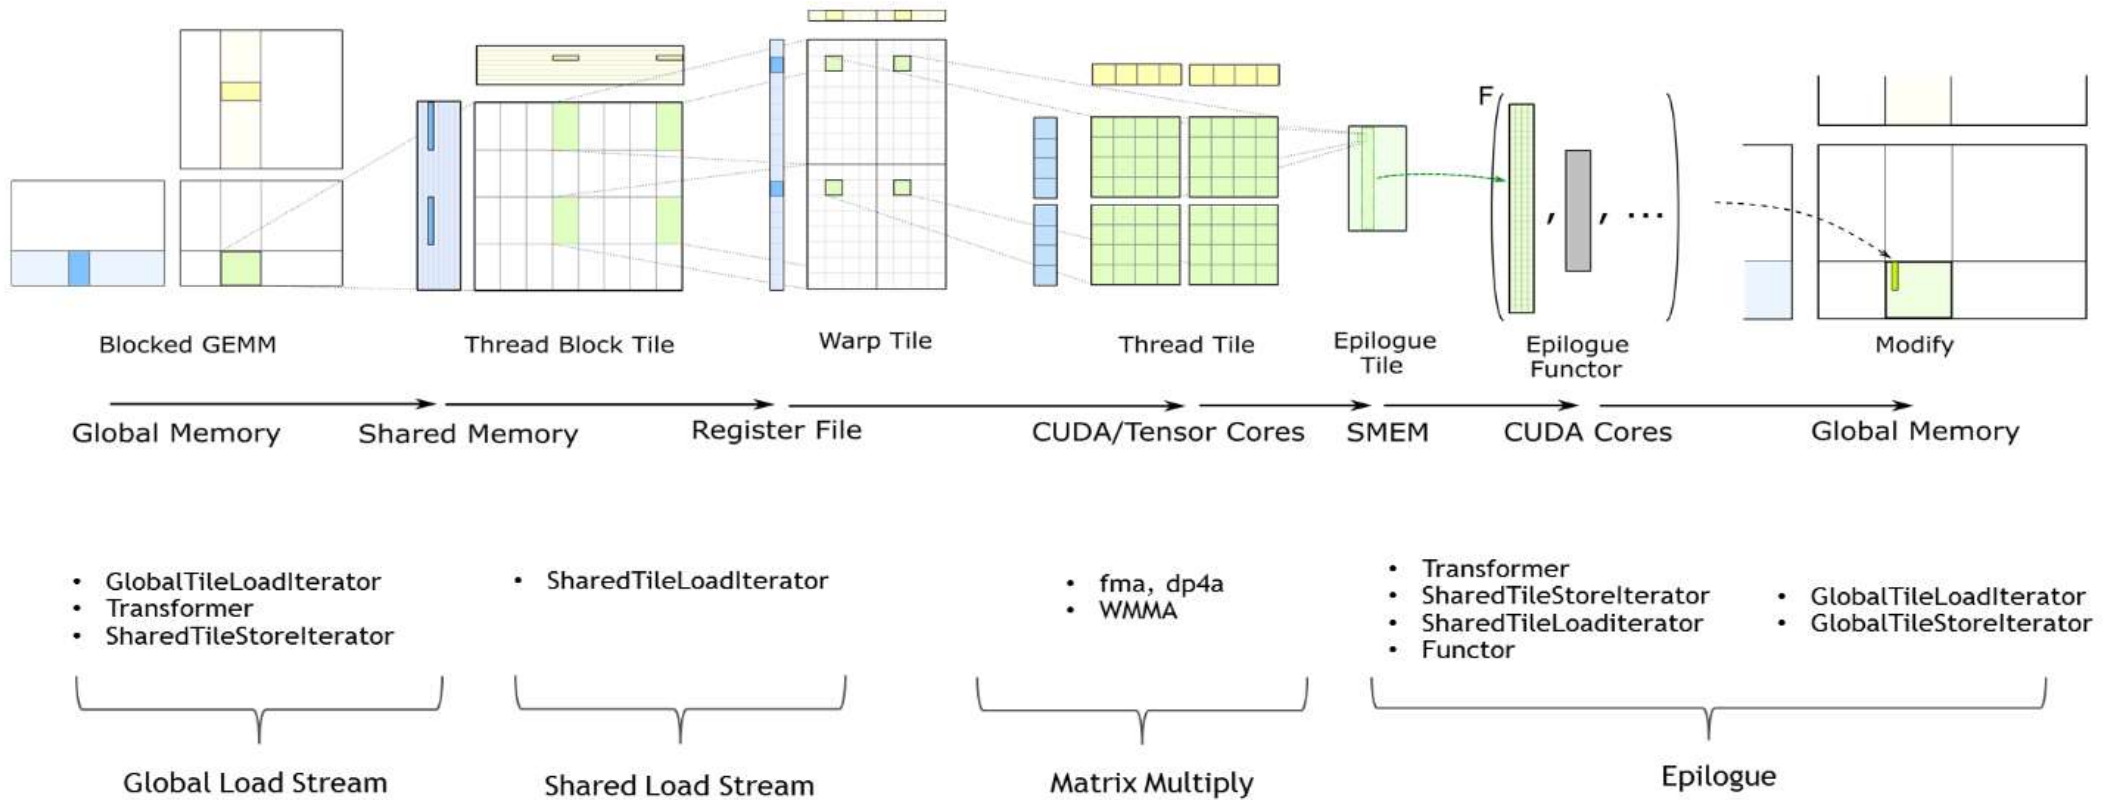 F
, , ...
Blocked GEMM
Thread Block Tile
Warp Tile
Thread Tile
Epilogue
Tile
Epilogue
Functor
Modify
Global Memory
Shared Memory
Register File
CUDA/Tensor Cores
SMEM
CUDA Cores
Global Memory
• GlobalTileLoadIterator
• Transformer
• SharedTileStoreIterator
• SharedTileLoadIterator
• fma, dp4a
• WMMA
• Transformer
• SharedTileStoreIterator
• SharedTileLoaditerator
• Functor
• GlobalTileLoadIterator
• GlobalTileStoreIterator
Global Load Stream
Shared Load Stream
Matrix Multiply
Epilogue